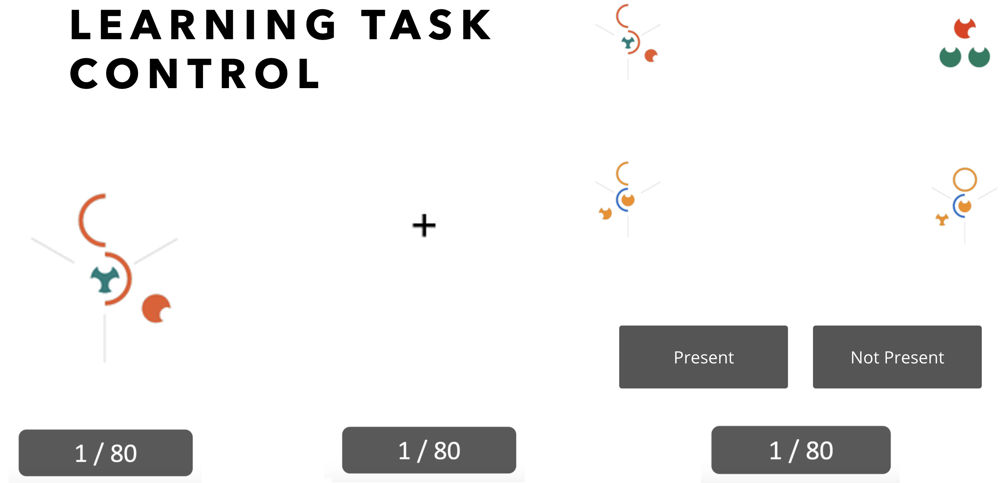 LEARNING TASK
CONTROL
Present
Not Present
1 / 80
1 / 80
1 / 80